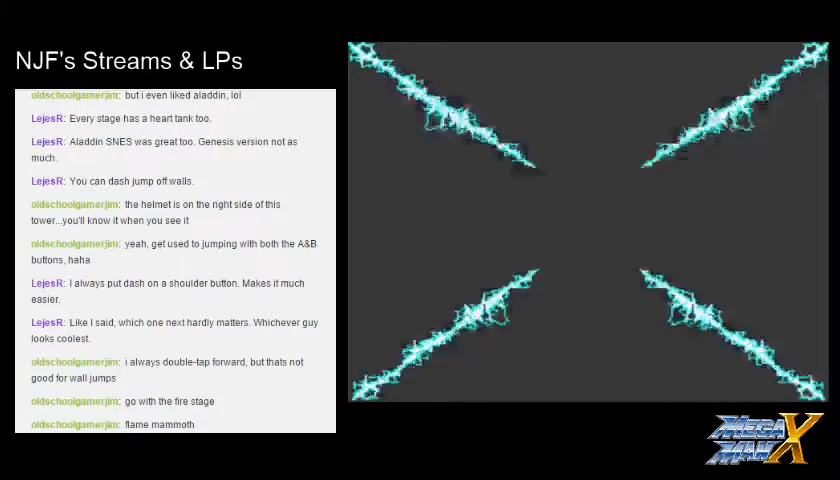 NJF's Streams & LPs
oldschoolgamerjim: but i even liked aladdin, lol
LejesR: Every stage has a heart tank too.
LejesR: Aladdin SNES was great too. Genesis version not as
much.
LejesR: You can dash jump off walls.
oldschoolgamerjim: the helmet is on the right side of this
tower...you'll know it when you see it
oldschoolgamerjim: yeah, get used to jumping with both the A&B
buttons, haha
LejesR: I always put dash on a shoulder button. Makes it much
easier.
LejesR: Like I said, which one next hardly matters. Whichever guy
looks coolest.
oldschoolgamerjim: i always double-tap forward, but thats not
good for wall jumps
oldschoolgamerjim: go with the fire stage
oldschoolgamerjim: flame mammoth
MEGA
MAN X